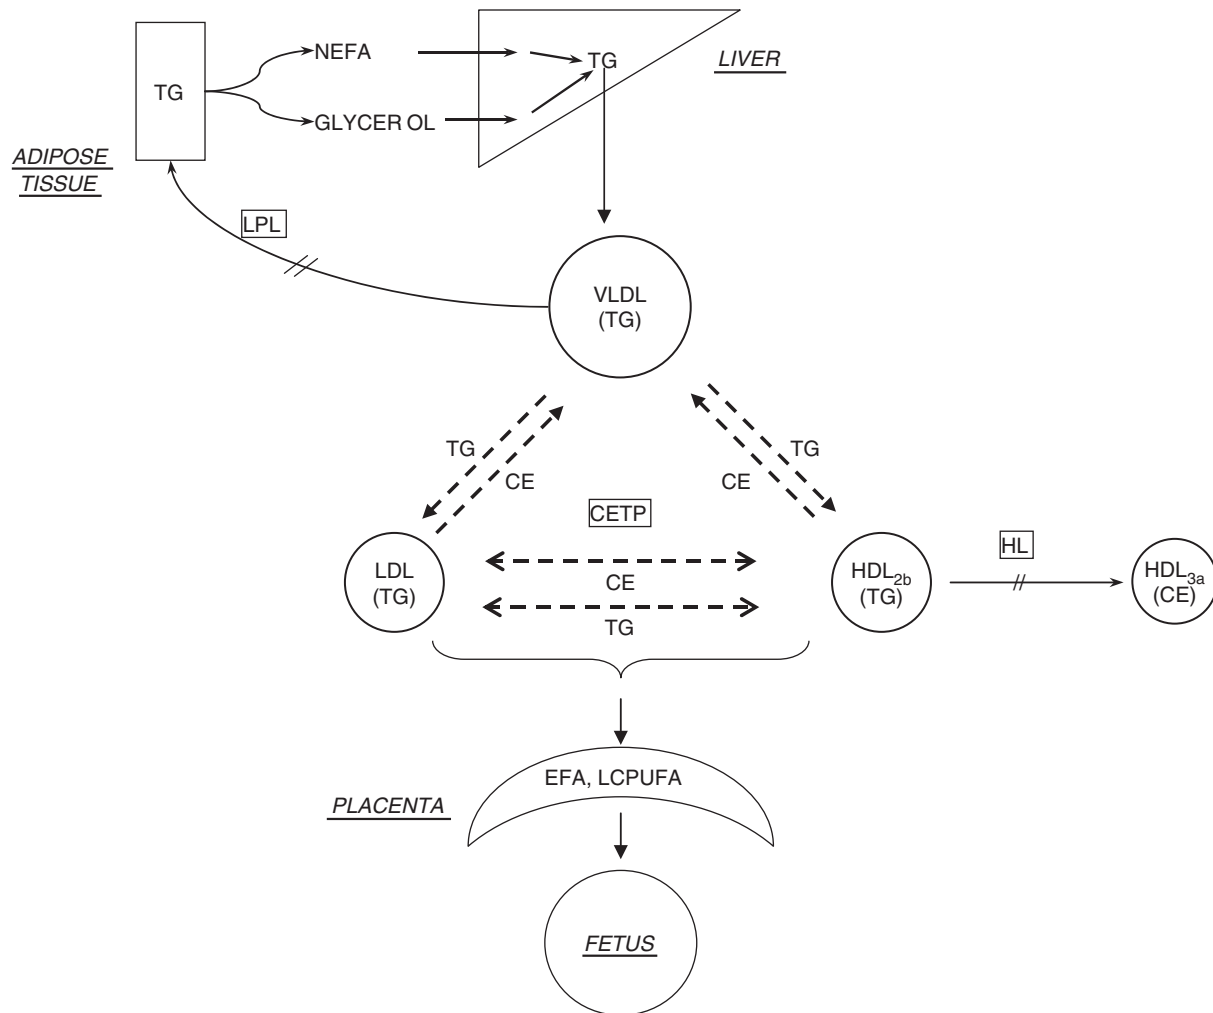 NEFA
TG
LIVER
TG
GLYCER OL
ADIPOSE
TISSUE
LPL
VLDL
(TG)
TG
CE
TG
CE
CETP
LDL
(TG)
CE
TG
HDL2b
(TG)
HL
HDL3a
(CE)
EFA, LCPUFA
PLACENTA
FETUS